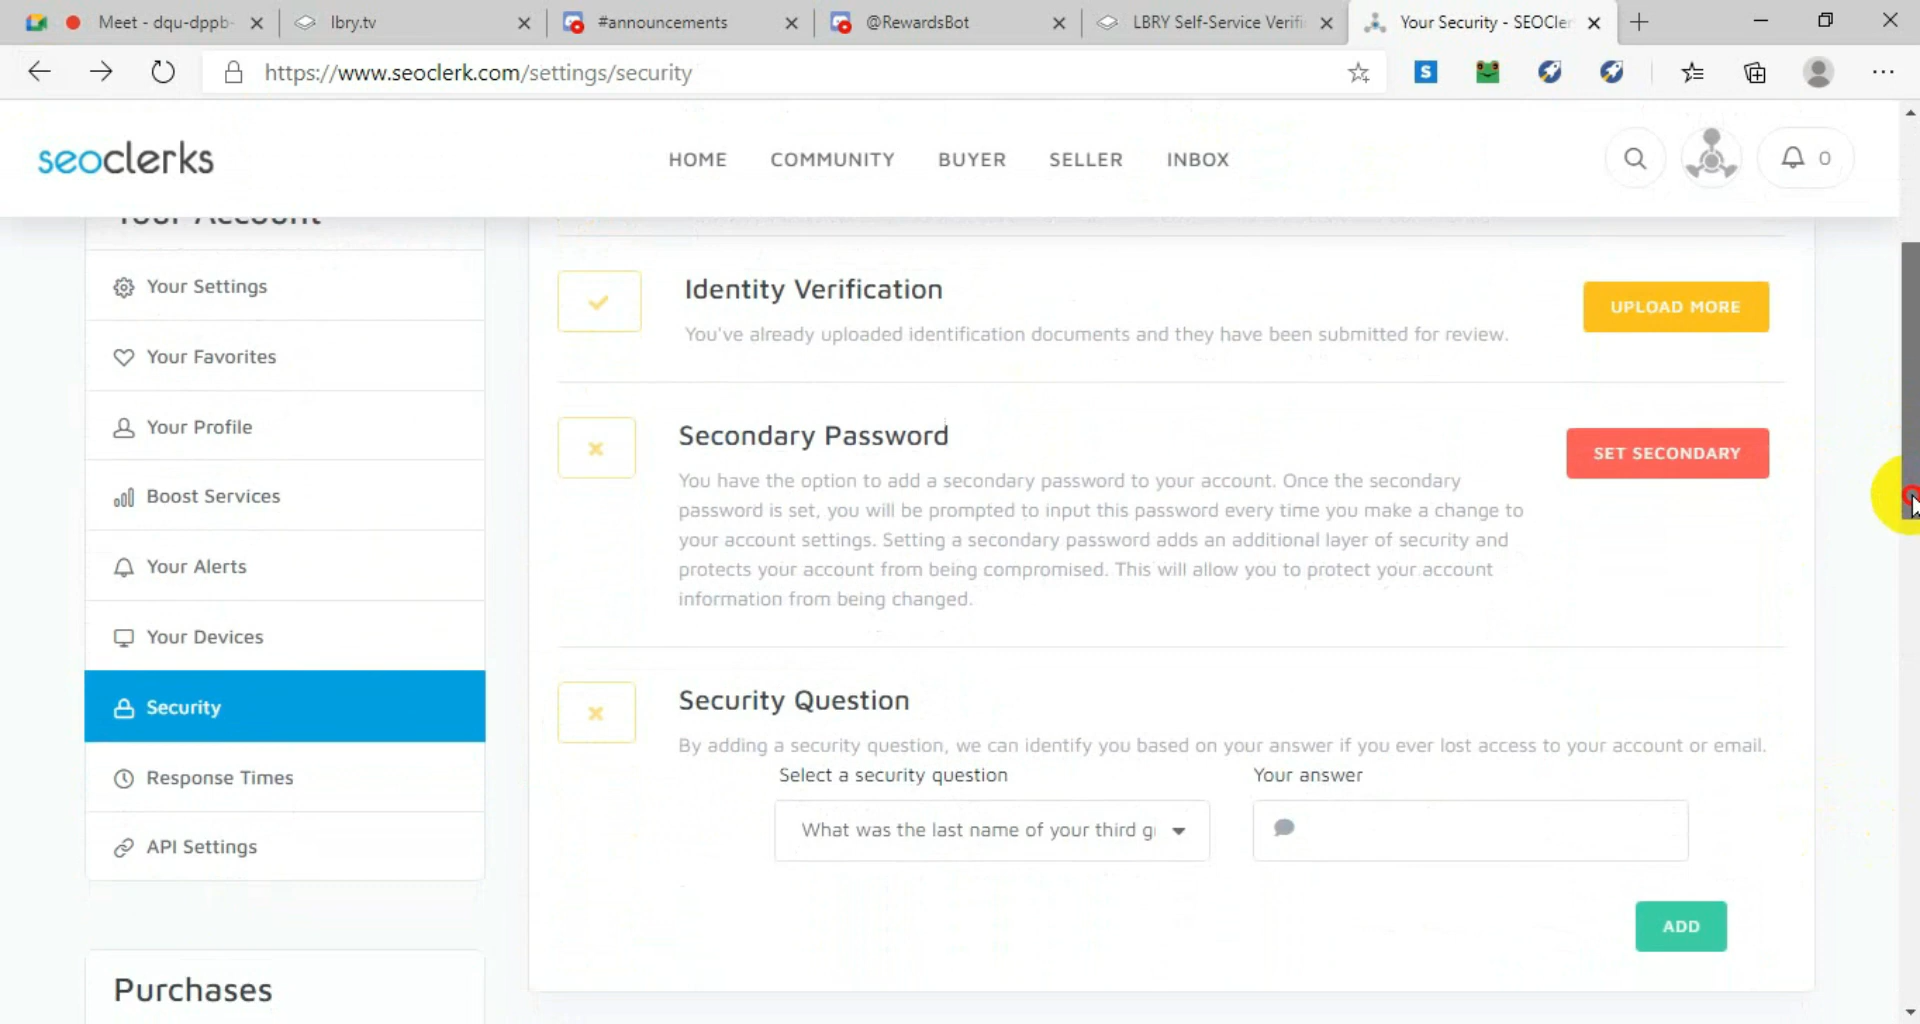 Meet - dqu-dppb-
lbry.tv
#announcements
@RewardsBot
LBRY Self-Service Verifi
Your Security - SEOCler
https://www.seoclerk.com/settings/security
S
seoclerks
HOME
COMMUNITY
BUYER
SELLER
INBOX
0
Your Account
Your Settings
Your Favorites
Your Profile
Boost Services
Your Alerts
Your Devices
Security
Response Times
API Settings
Purchases
Identity Verification
UPLOAD MORE
You've already uploaded identification documents and they have been submitted for review.
Secondary Password
SET SECONDARY
You have the option to add a secondary password to your account. Once the secondary
password is set, you will be prompted to input this password every time you make a change to
your account settings. Setting a secondary password adds an additional layer of security and
protects your account from being compromised. This will allow you to protect your account
information from being changed.
Security Question
By adding a security question, we can identify you based on your answer if you ever lost access to your account or email.
Select a security question
Your answer
What was the last name of your third g
ADD